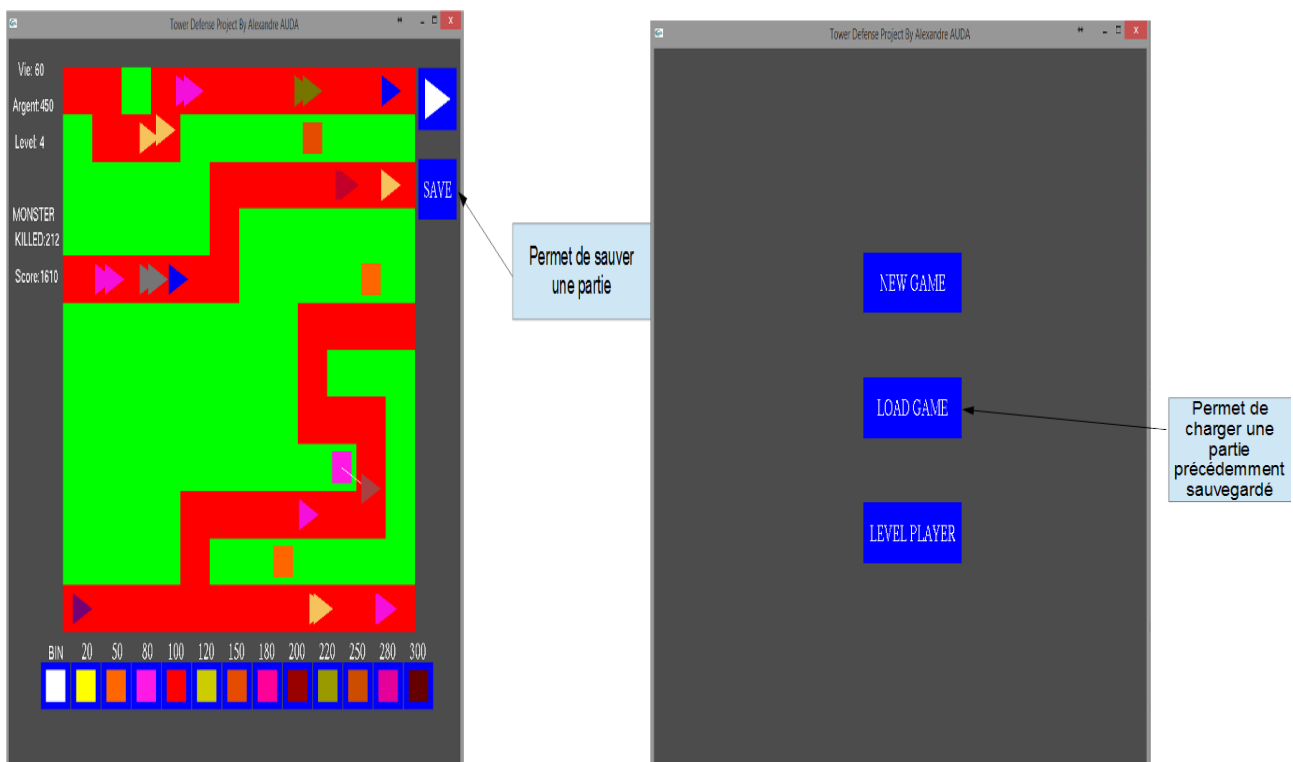 Tower Defense Project By Alexandre AUDA
Vie: 60
Argent:450
Level: 4
MONSTER
KILLED:212
Score:1610
SAVE
BIN 20 50 80 100 120 150 180 200 220 250 280 300
Permet de sauver
une partie
Tower Defense Project By Alexandre AUDA
NEW GAME
LOAD GAME
LEVEL PLAYER
Permet de
charger une
partie
précédemment
sauvegardé